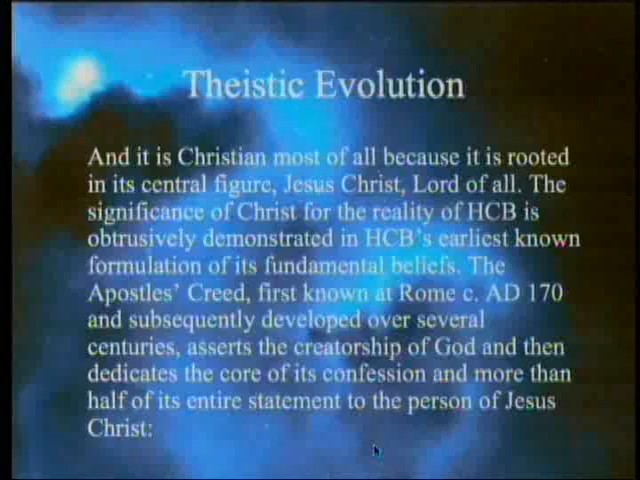 Theistic Evolution
And it is Christian most of all because it is rooted
in its central figure, Jesus Christ, Lord of all. The
significance of Christ for the reality of HCB is
obtrusively demonstrated in HCB's earliest known
formulation of its fundamental beliefs. The
Apostles' Creed, first known at Rome c. AD 170
and subsequently developed over several
centuries, asserts the creatorship of God and then
dedicates the core of its confession and more than
half of its entire statement to the person of Jesus
Christ: